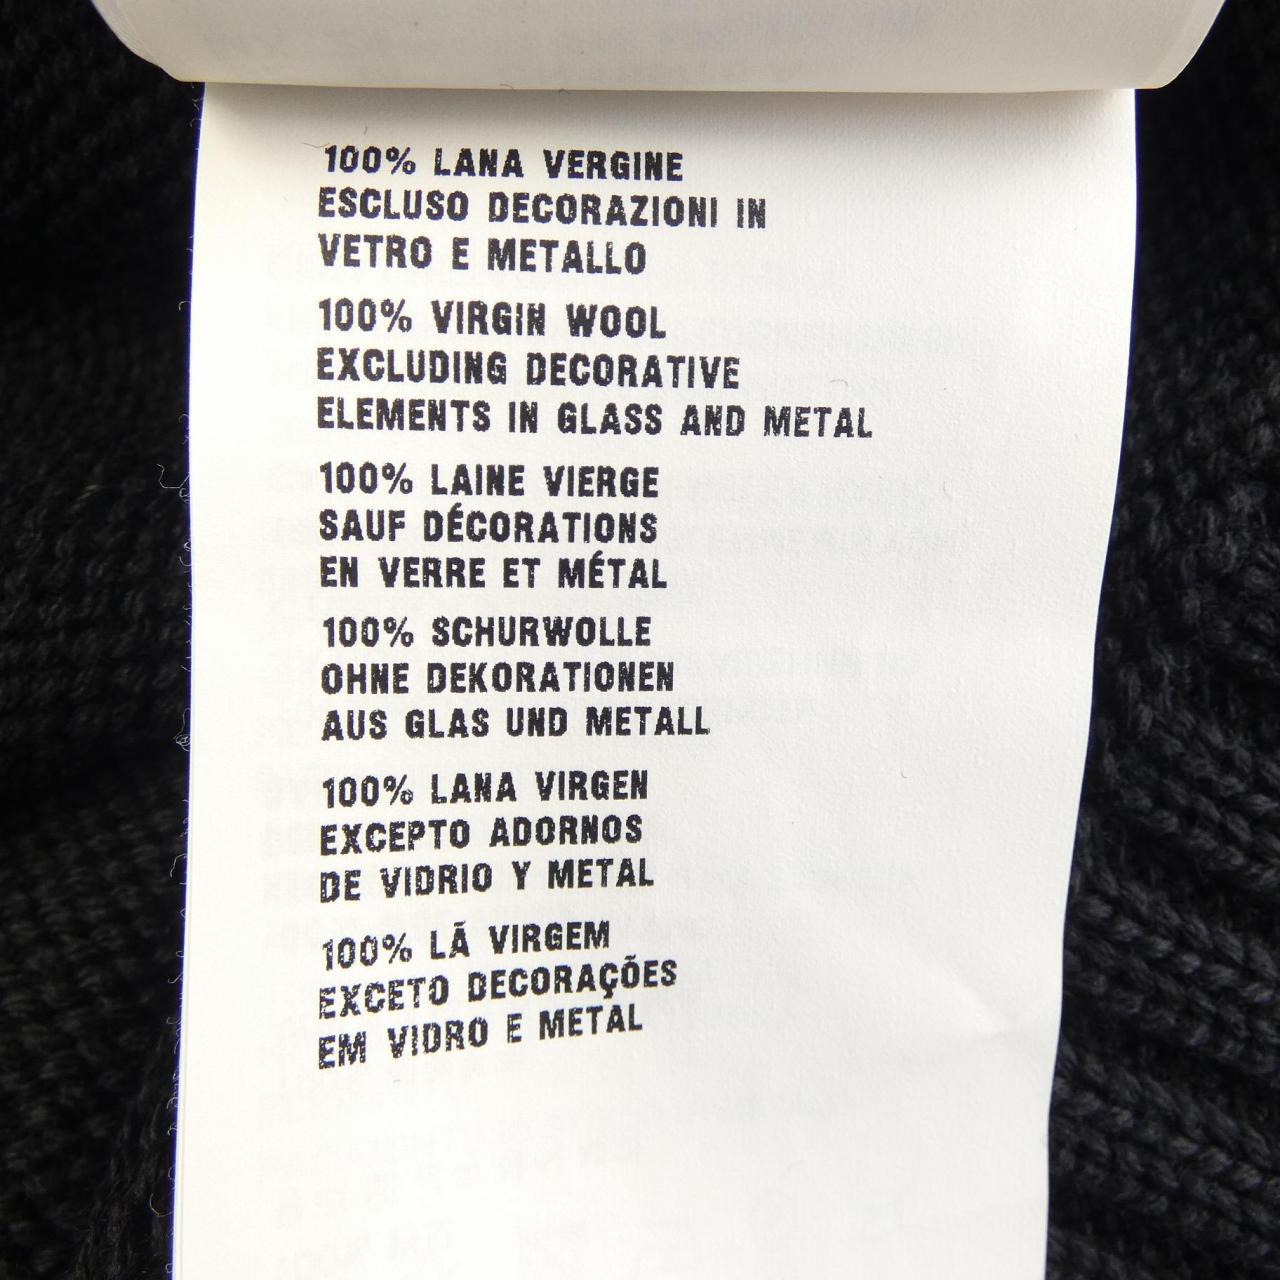 100% LANA VERGINE
ESCLUSO DECORAZIONI IN
VETRO E METALLO
100% VIRGIN WOOL
EXCLUDING DECORATIVE
ELEMENTS IN GLASS AND METAL
100% LAINE VIERGE
SAUF DÉCORATIONS
EN VERRE ET MÉTAL
100% SCHURWOLLE
OHNE DEKORATIONEN
AUS GLAS UND METALL
100% LANA VIRGEN
EXCEPTO ADORNOS
DE VIDRIO Y METAL
100% LÃ VIRGEM
EXCETO DECORAÇÕES
EM VIDRO E METAL